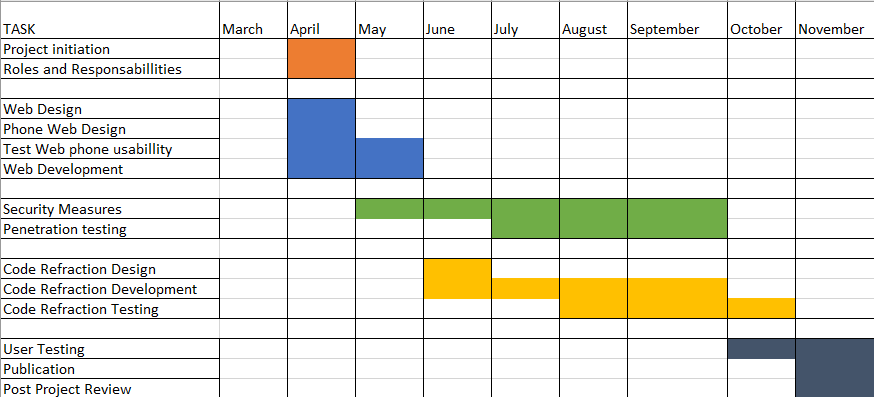 TASK March April May June July August September October November
Project initiation
Roles and Responsabillities
Web Design
Phone Web Design
Test Web phone usabillity
Web Development
Security Measures
Penetration testing
Code Refraction Design
Code Refraction Development
Code Refraction Testing
User Testing
Publication
Post Project Review